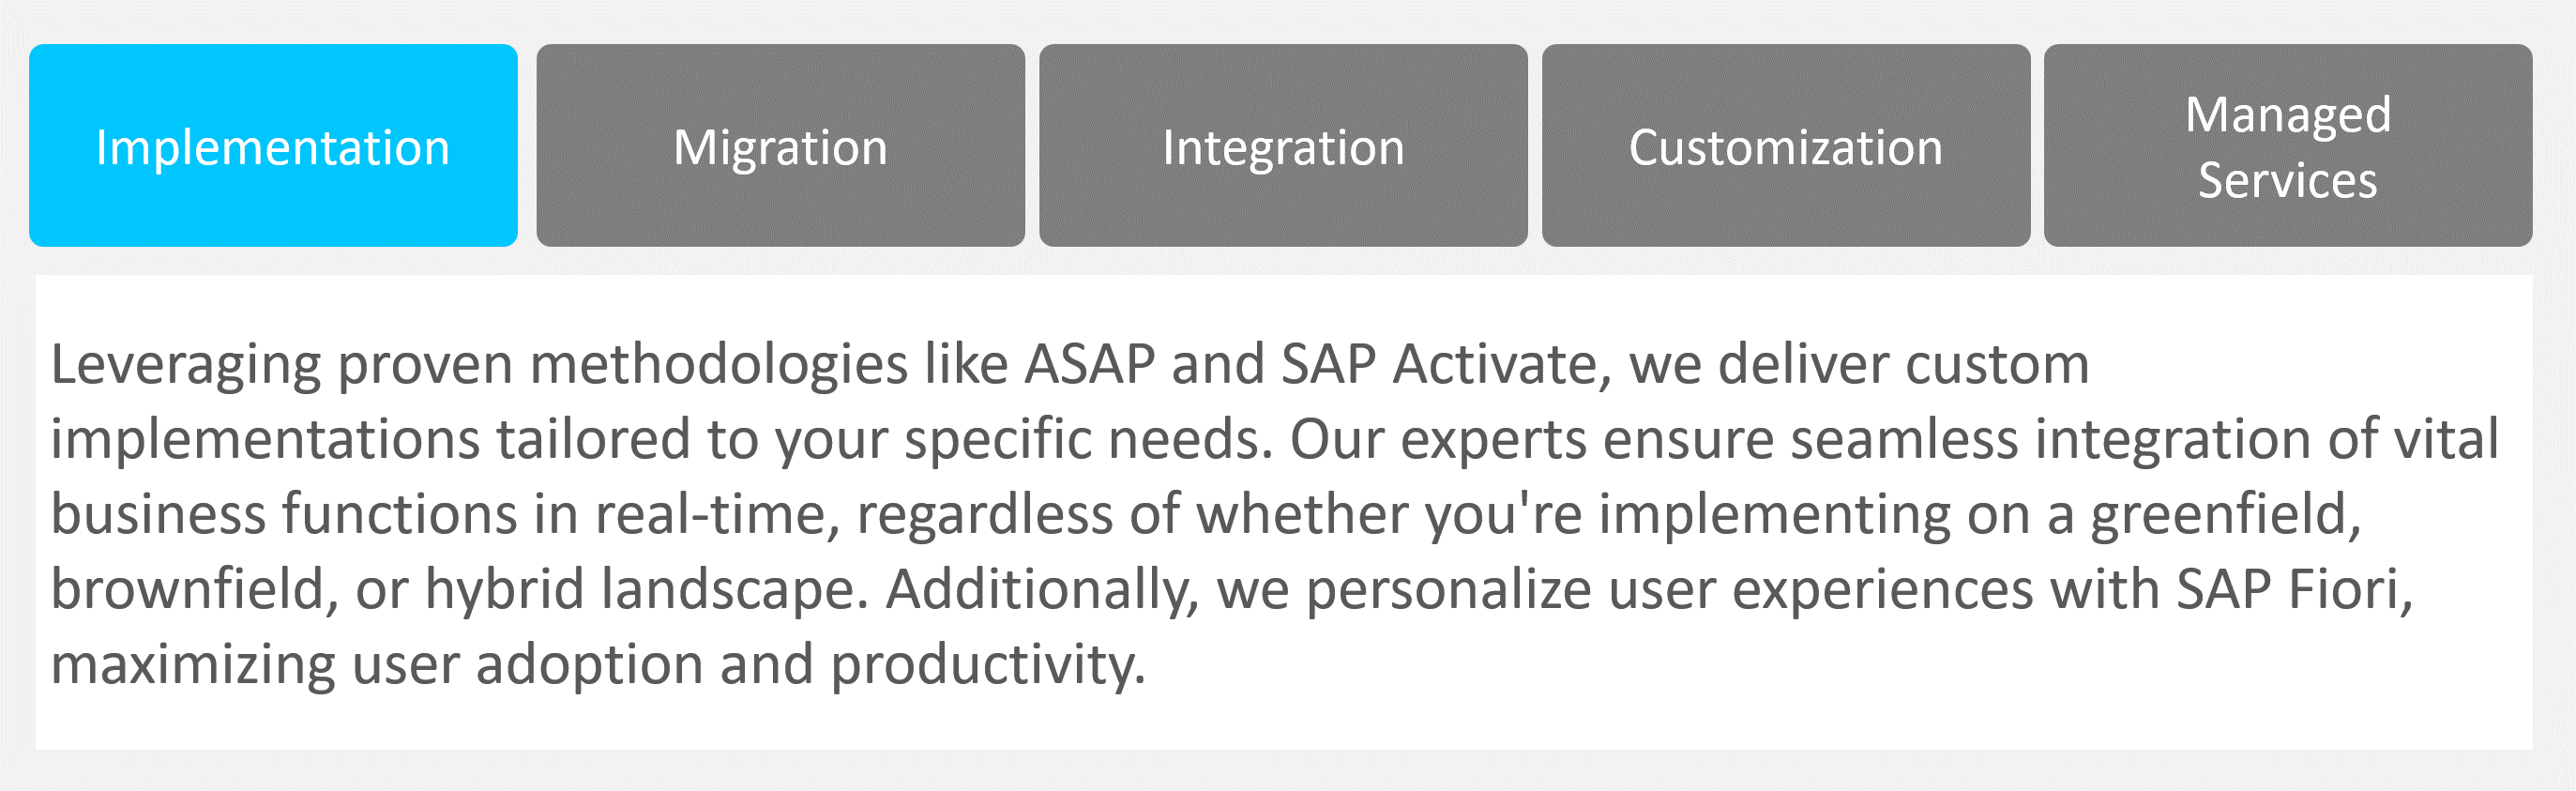 Implementation
Migration
Integration
Customization
Managed
Services
Leveraging proven methodologies like ASAP and SAP Activate, we deliver custom
implementations tailored to your specific needs. Our experts ensure seamless integration of vital
business functions in real-time, regardless of whether you're implementing on a greenfield,
brownfield, or hybrid landscape. Additionally, we personalize user experiences with SAP Fiori,
maximizing user adoption and productivity.